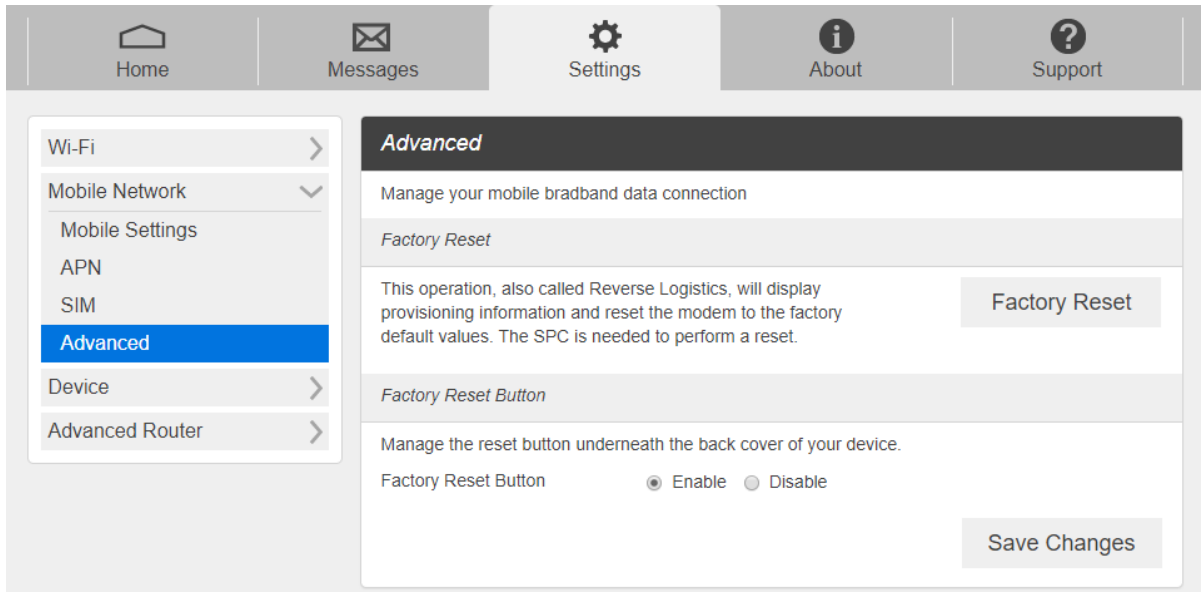 Home
Messages
Settings
About
Support
Wi-Fi
Mobile Network
Mobile Settings
APN
SIM
Advanced
Device
Advanced Router
Advanced
Manage your mobile bradband data connection
Factory Reset
This operation, also called Reverse Logistics, will display
provisioning information and reset the modem to the factory
default values. The SPC is needed to perform a reset.
Factory Reset
Factory Reset Button
Manage the reset button underneath the back cover of your device.
Factory Reset Button Enable Disable
Save Changes